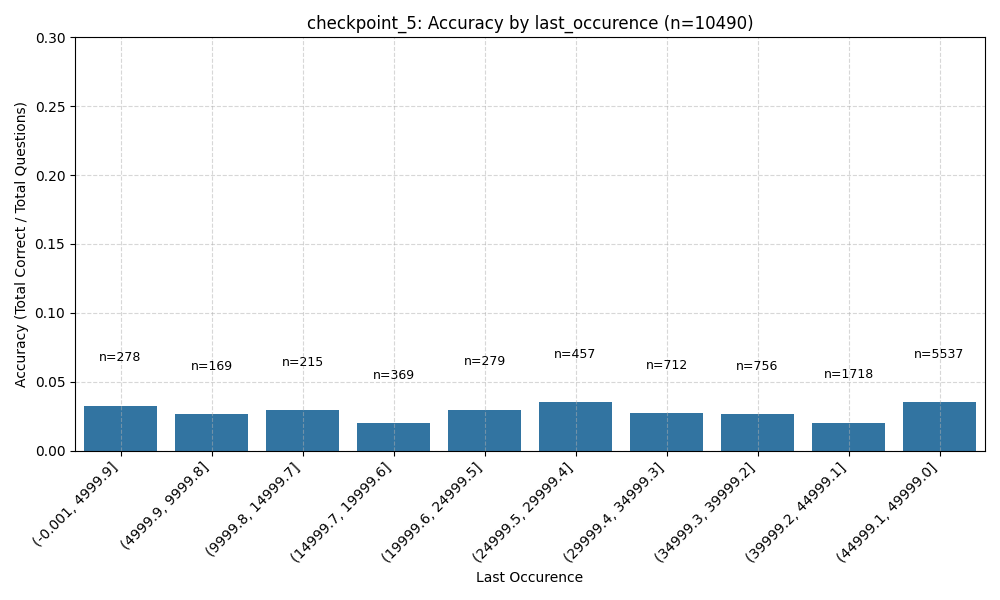 checkpoint_5: Accuracy by last_occurence (n=10490)
Accuracy (Total Correct / Total Questions)
0.30
0.25
0.20
0.15
0.10
0.05
0.00
n=278
n=169
n=215
n=369
n=279
n=457
n=712
n=756
n=1718
n=5537
(-0.001, 4999.9]
(4999.9, 9999.8]
(9999.8, 14999.7]
(14999.7, 19999.6]
(19999.6, 24999.5]
(24999.5, 29999.4]
(29999.4, 34999.3]
(34999.3, 39999.2]
(39999.2, 44999.1]
(44999.1, 49999.0]
Last Occurence